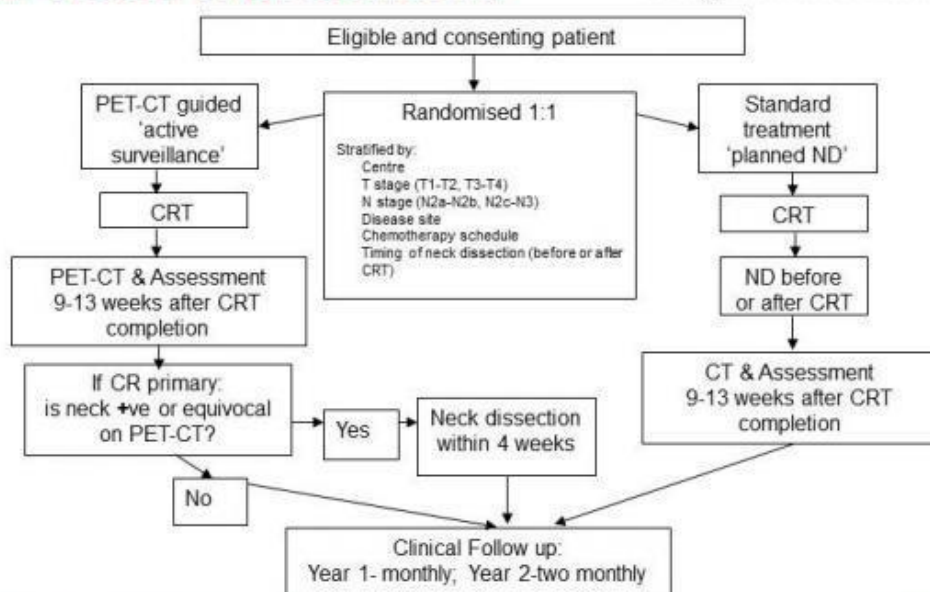 Eligible and consenting patient
PET-CT guided
'active
surveillance'
Randomised 1:1
Stratified by:
Centre
T stage (T1-T2, T3-T4)
N stage (N2a-N2b, N2c-N3)
Disease site
Chemotherapy schedule
Timing of neck dissection (before or after
CRT)
Standard
treatment
'planned ND'
CRT
CRT
PET-CT & Assessment
9-13 weeks after CRT
completion
ND before
or after CRT
If CR primary:
is neck +ve or equivocal
on PET-CT?
Yes
Neck dissection
within 4 weeks
CT & Assessment
9-13 weeks after CRT
completion
No
Clinical Follow up:
Year 1- monthly; Year 2-two monthly